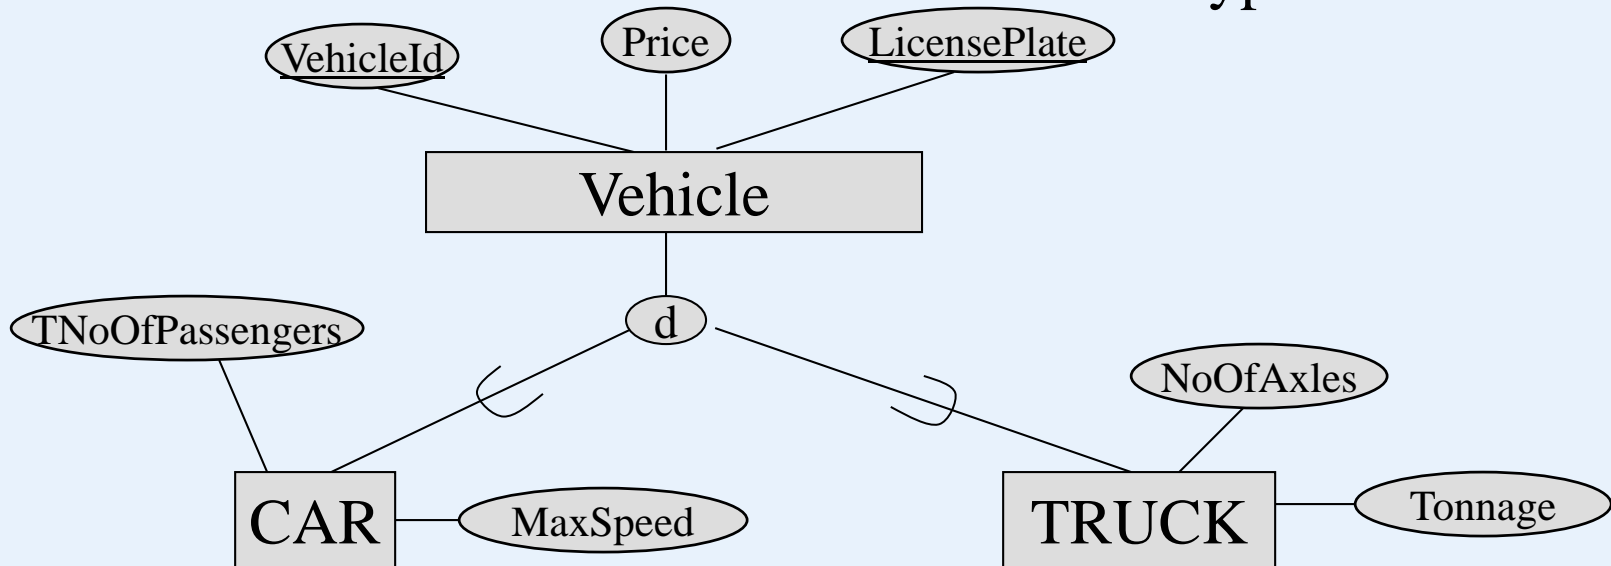 VehicleId
Price
LicensePlate
Vehicle
d
TNoOfPassengers
NoOfAxles
CAR
MaxSpeed
TRUCK
Tonnage